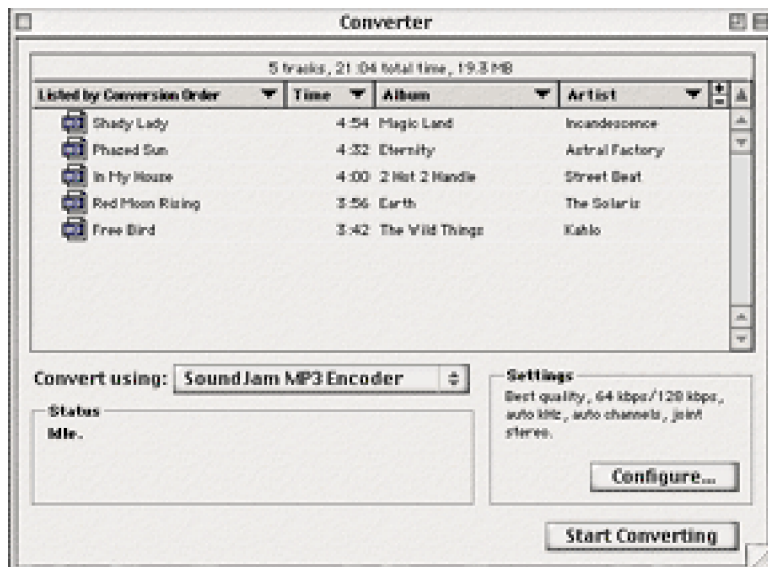 Converter
5 tracks, 21:04 total time, 19.3 MB
Listed by Conversion Order Time Album Artist
Shady Lady 4:54 Magic Land Incandescence
Phazed Sun 4:32 Eternity Astral Factory
In My House 4:00 2 Hot 2 Handle Street Beat
Red Moon Rising 3:56 Earth The Solaris
Free Bird 3:42 The Wild Things Kahlo
Convert using: SoundJam MP3 Encoder
Settings
Best quality, 64 kbps/128 kbps,
auto kHz, auto channels, joint
stereo.
Status
Idle.
Configure...
Start Converting